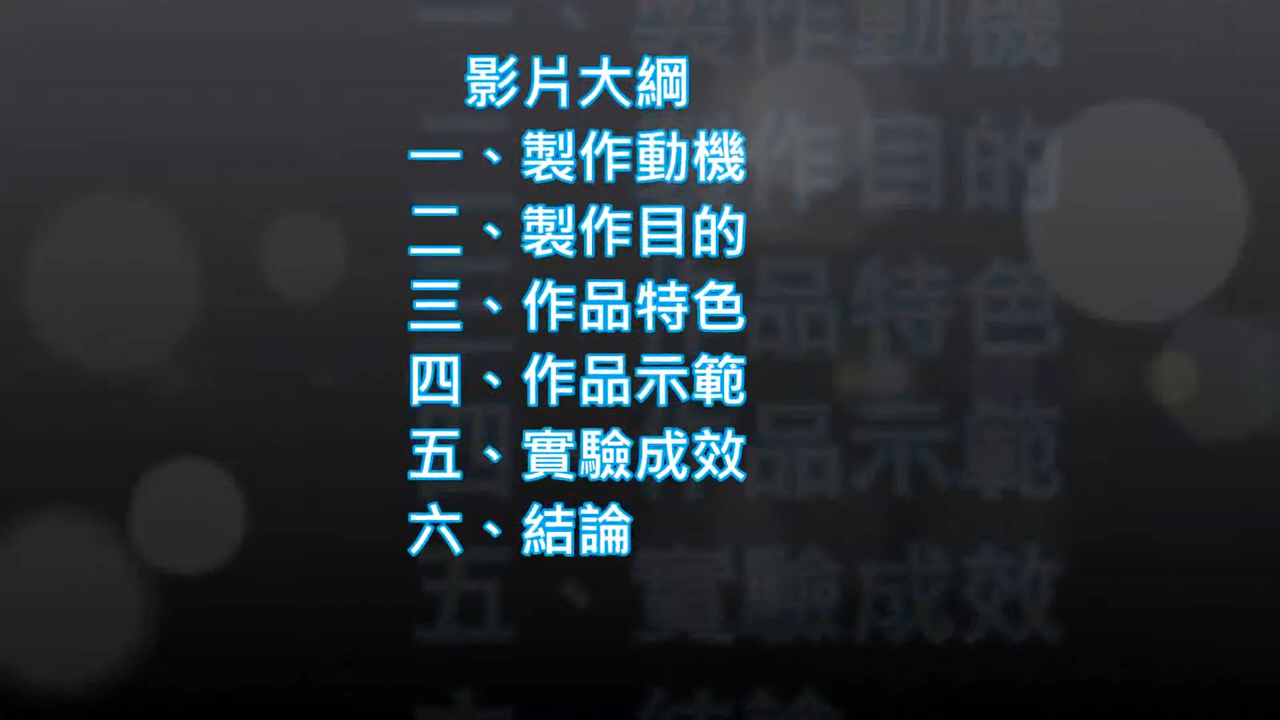 影片大綱
一、製作動機
二、製作目的
三、作品特色
四、作品示範
五、實驗成效
六、結論